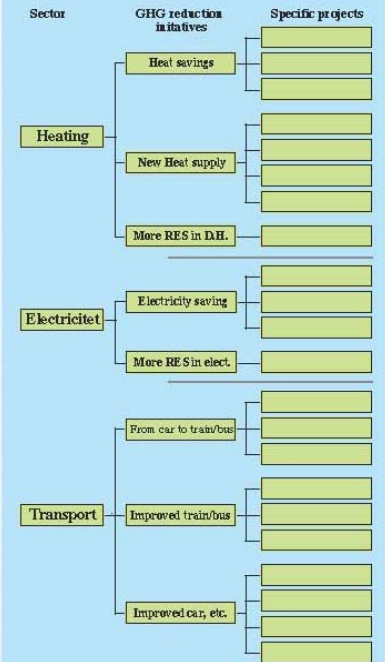 Sector
GHG reduction
initatives
Specific projects
Heat savings
Heating
New Heat supply
More RES in D.H.
Electricity saving
Electricitet
More RES in elect.
From car to train/bus
Transport
Improved train/bus
Improved car, etc.